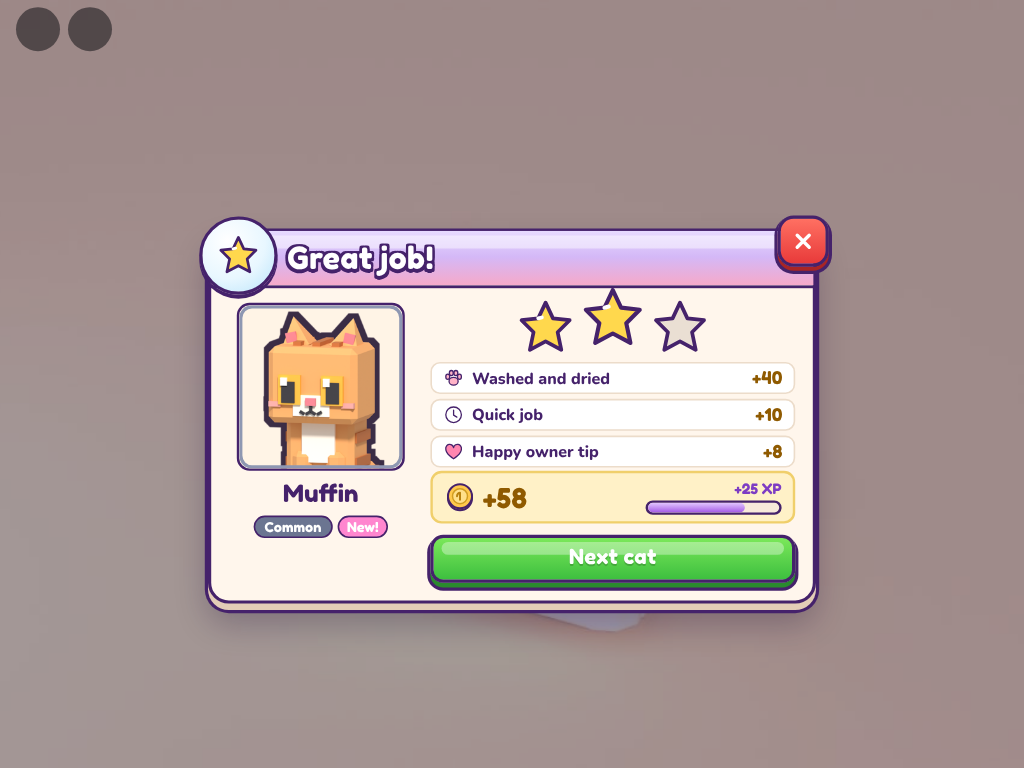 Great job!
Washed and dried +40
Quick job +10
Happy owner tip +8
1 +58
+25 XP
Muffin
Common New!
Next cat